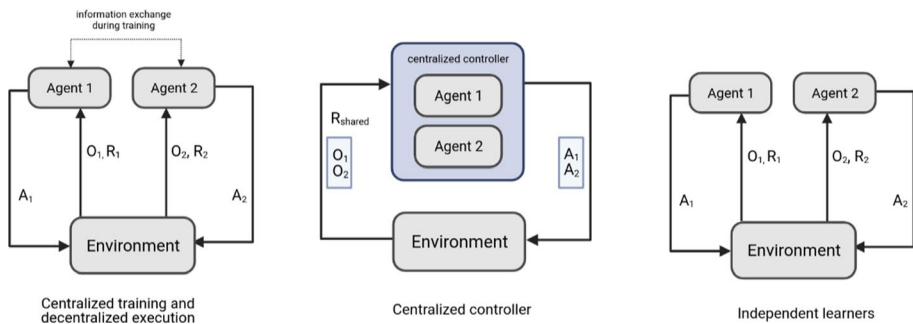 information exchange
during training
Agent 1
Agent 2
O₁, R₁
O₂, R₂
A₁
A₂
Environment
Centralized training and
decentralized execution
centralized controller
Agent 1
Agent 2
Rshared
O₁
O₂
A₁
A₂
Environment
Centralized controller
Agent 1
Agent 2
O₁, R₁
O₂, R₂
A₁
A₂
Environment
Independent learners